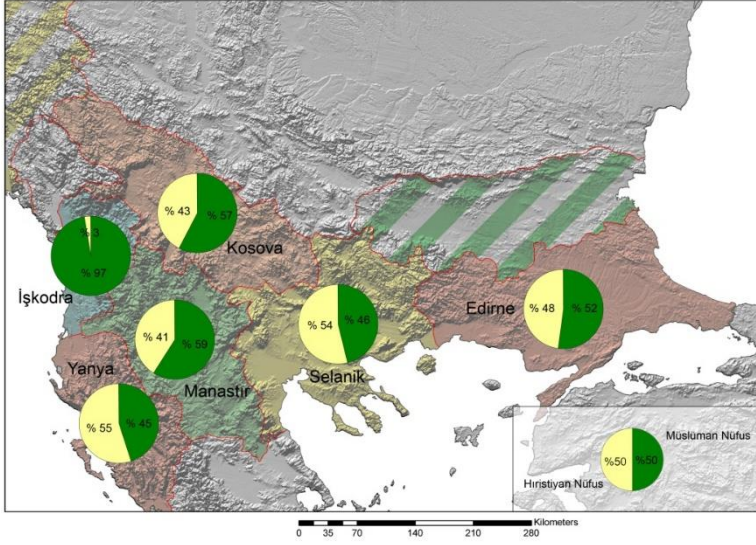 % 43
% 57
Kosova
% 3
% 97
İşkodra
% 41
% 59
Manastır
% 54
% 46
Selanik
Edirne
% 48
% 52
Yanya
% 55
% 45
Müslüman Nüfus
%50
%50
Hıristiyan Nüfus
Kilometers
0 35 70 140 210 280